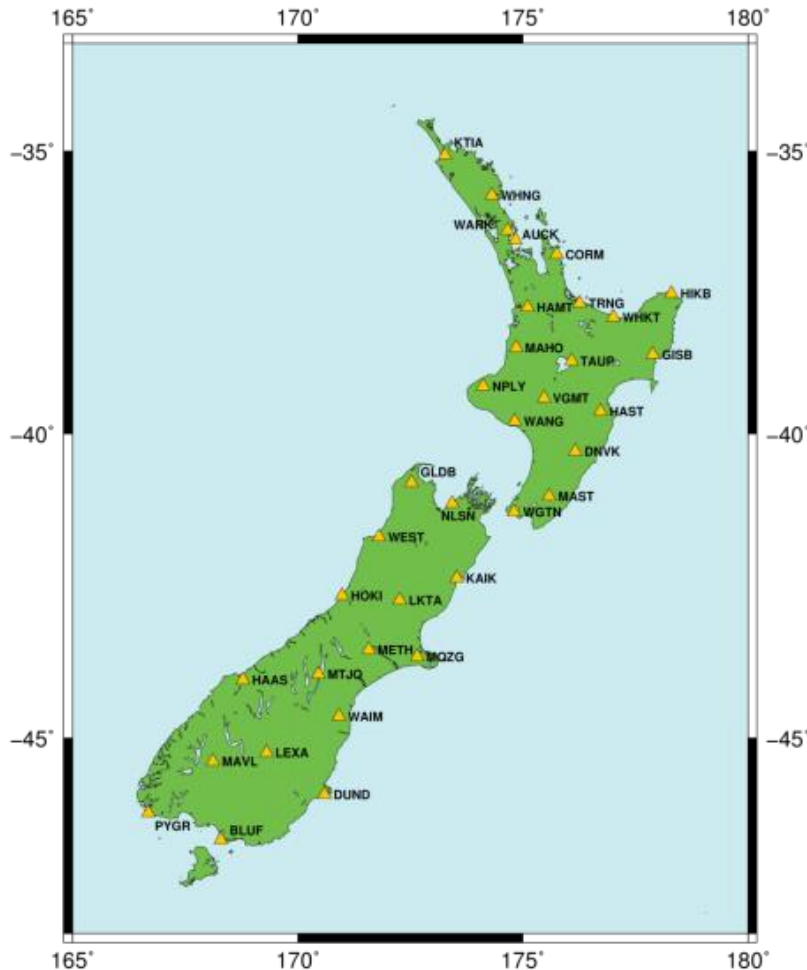 165° 170° 175° 180°
KTIA
−35° −35°
WHNG
WARK AUCK
CORM
HIKB
HAMT TRNG
WHKT
MAHO GISB
TAUP
NPLY VGMT
HAST
WANG
−40° −40°
DNVK
GLDB
MAST
NLSN WGTN
WEST
KAIK
HOKI LKTA
METH MQZG
HAAS MTJO
WAIM
−45° −45°
MAVL LEXA
DUND
PYGR BLUF
165° 170° 175° 180°